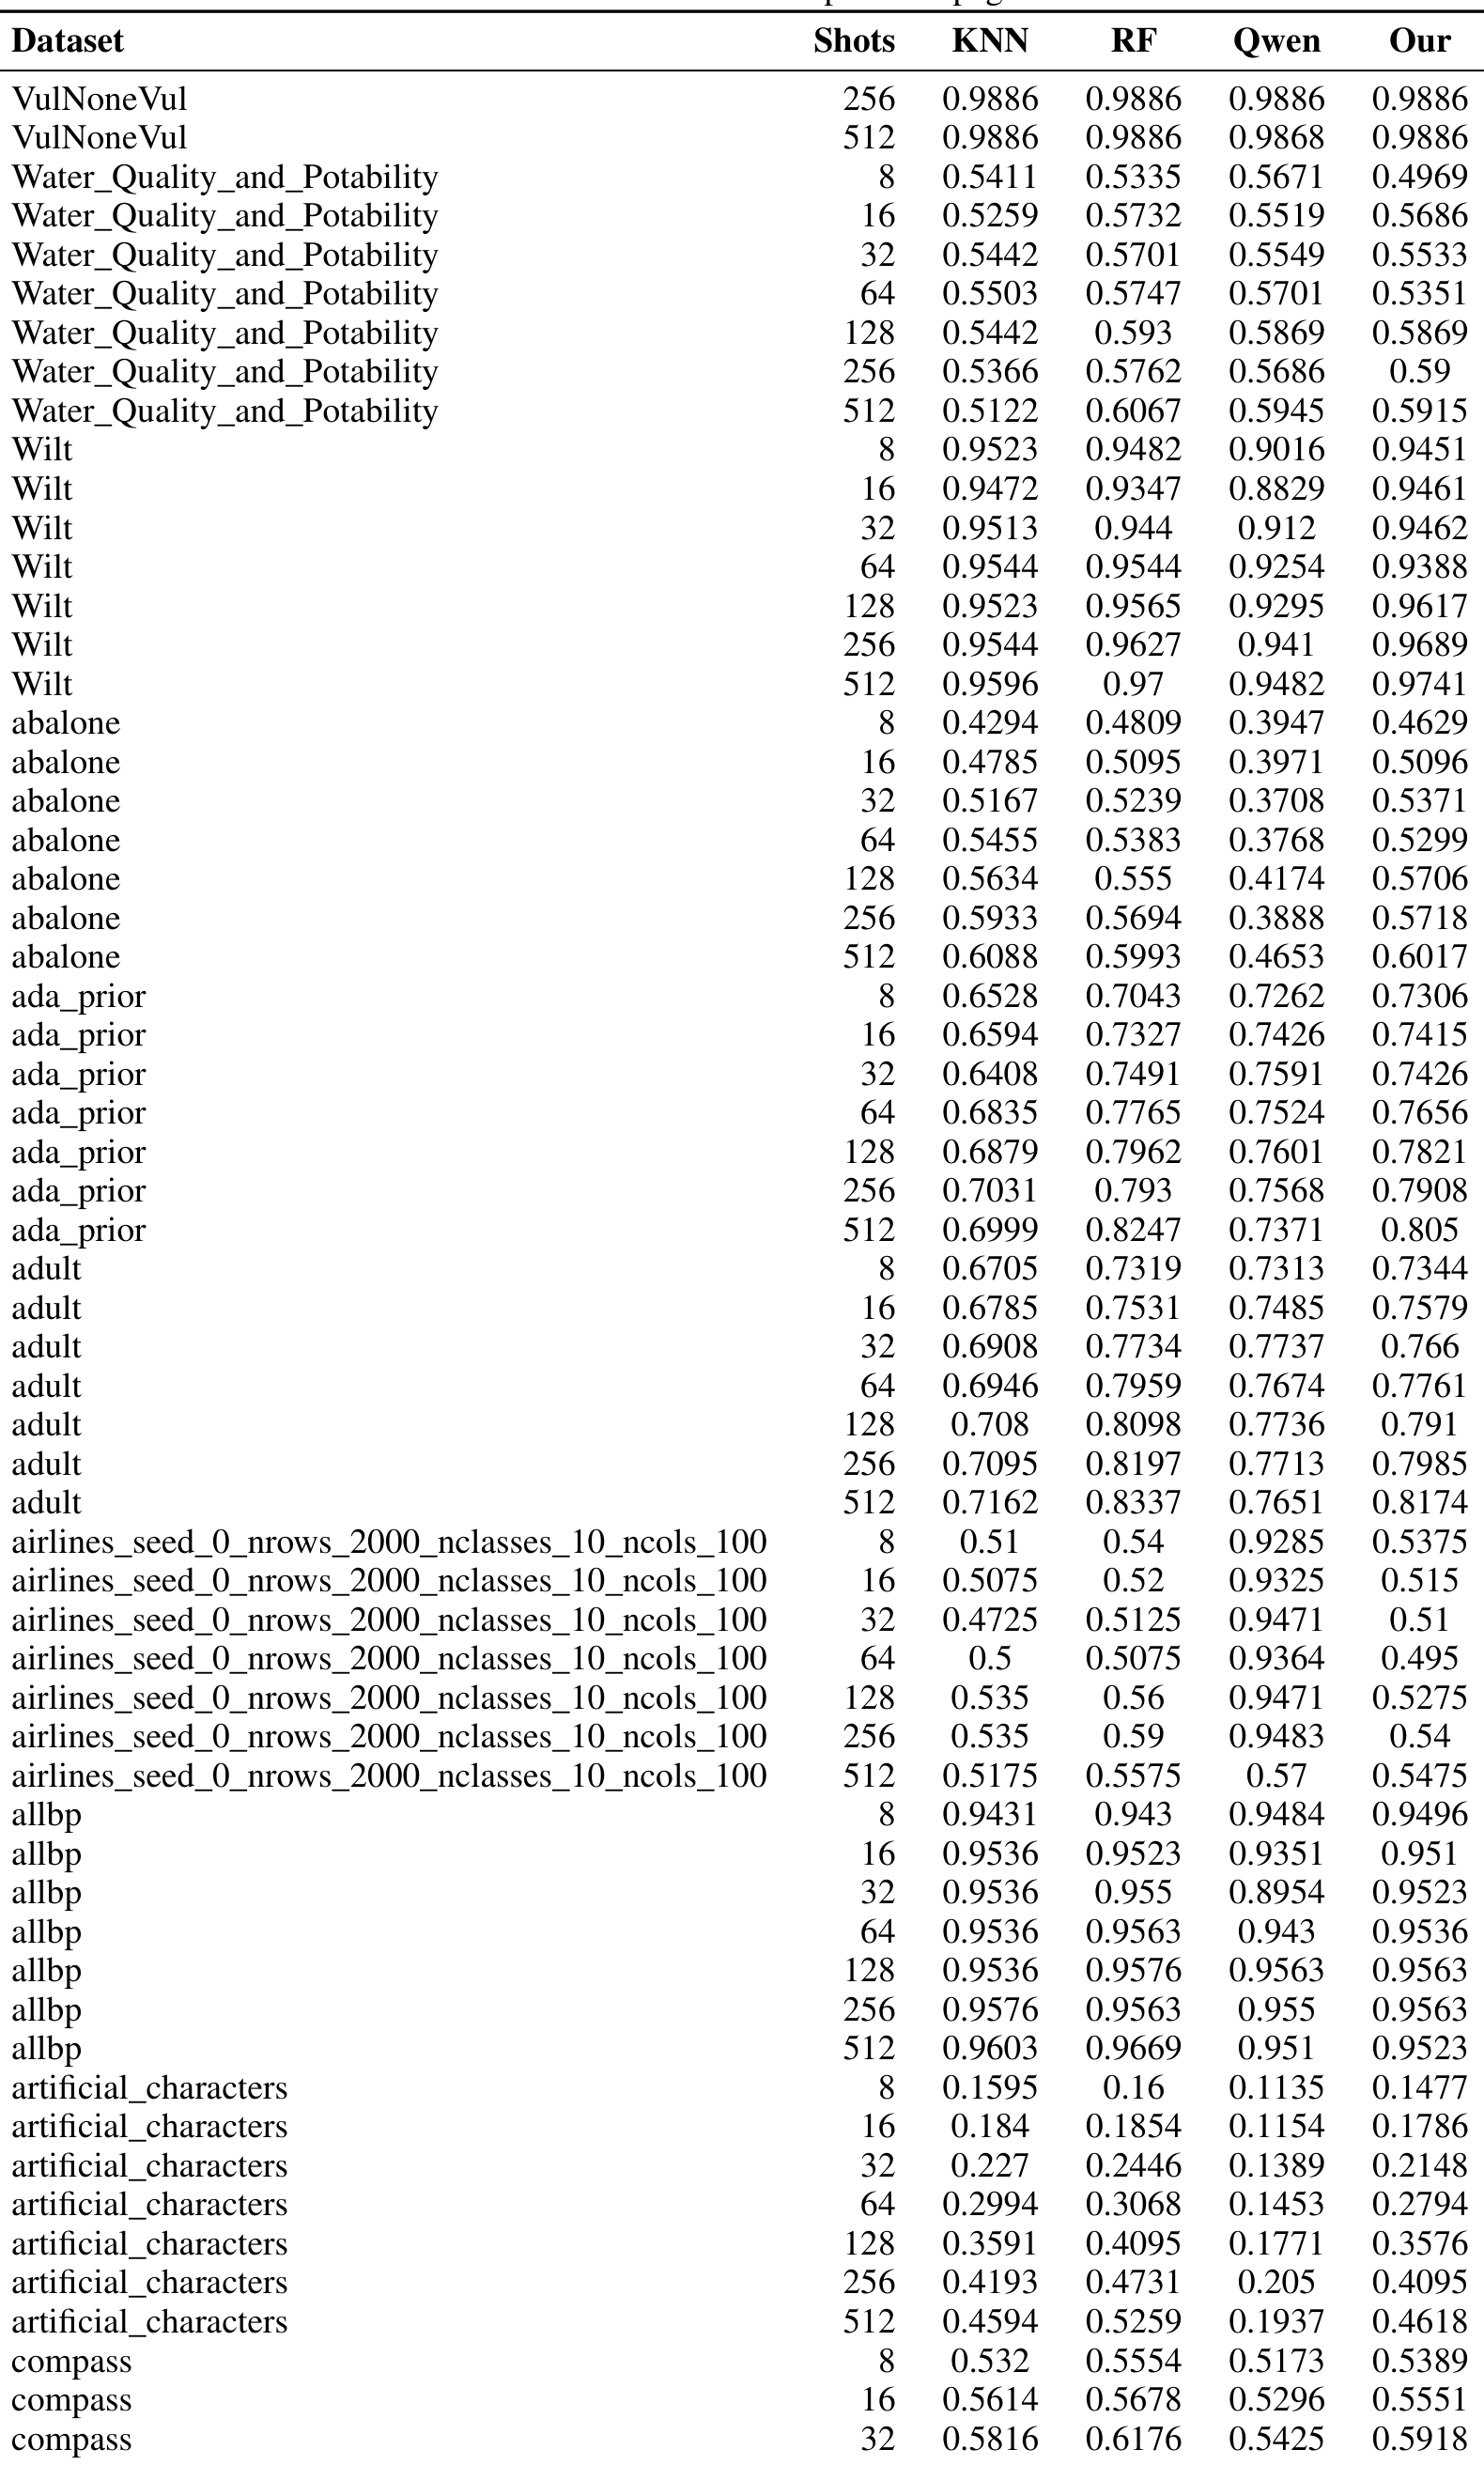 Dataset Shots KNN RF Qwen Our
VulNoneVul 256 0.9886 0.9886 0.9886 0.9886
VulNoneVul 512 0.9886 0.9886 0.9868 0.9886
Water_Quality_and_Potability 8 0.5411 0.5335 0.5671 0.4969
Water_Quality_and_Potability 16 0.5259 0.5732 0.5519 0.5686
Water_Quality_and_Potability 32 0.5442 0.5701 0.5549 0.5533
Water_Quality_and_Potability 64 0.5503 0.5747 0.5701 0.5351
Water_Quality_and_Potability 128 0.5442 0.593 0.5869 0.5869
Water_Quality_and_Potability 256 0.5366 0.5762 0.5686 0.59
Water_Quality_and_Potability 512 0.5122 0.6067 0.5945 0.5915
Wilt 8 0.9523 0.9482 0.9016 0.9451
Wilt 16 0.9472 0.9347 0.8829 0.9461
Wilt 32 0.9513 0.944 0.912 0.9462
Wilt 64 0.9544 0.9544 0.9254 0.9388
Wilt 128 0.9523 0.9565 0.9295 0.9617
Wilt 256 0.9544 0.9627 0.941 0.9689
Wilt 512 0.9596 0.97 0.9482 0.9741
abalone 8 0.4294 0.4809 0.3947 0.4629
abalone 16 0.4785 0.5095 0.3971 0.5096
abalone 32 0.5167 0.5239 0.3708 0.5371
abalone 64 0.5455 0.5383 0.3768 0.5299
abalone 128 0.5634 0.555 0.4174 0.5706
abalone 256 0.5933 0.5694 0.3888 0.5718
abalone 512 0.6088 0.5993 0.4653 0.6017
ada_prior 8 0.6528 0.7043 0.7262 0.7306
ada_prior 16 0.6594 0.7327 0.7426 0.7415
ada_prior 32 0.6408 0.7491 0.7591 0.7426
ada_prior 64 0.6835 0.7765 0.7524 0.7656
ada_prior 128 0.6879 0.7962 0.7601 0.7821
ada_prior 256 0.7031 0.793 0.7568 0.7908
ada_prior 512 0.6999 0.8247 0.7371 0.805
adult 8 0.6705 0.7319 0.7313 0.7344
adult 16 0.6785 0.7531 0.7485 0.7579
adult 32 0.6908 0.7734 0.7737 0.766
adult 64 0.6946 0.7959 0.7674 0.7761
adult 128 0.708 0.8098 0.7736 0.791
adult 256 0.7095 0.8197 0.7713 0.7985
adult 512 0.7162 0.8337 0.7651 0.8174
airlines_seed_0_nrows_2000_nclasses_10_ncols_100 8 0.51 0.54 0.9285 0.5375
airlines_seed_0_nrows_2000_nclasses_10_ncols_100 16 0.5075 0.52 0.9325 0.515
airlines_seed_0_nrows_2000_nclasses_10_ncols_100 32 0.4725 0.5125 0.9471 0.51
airlines_seed_0_nrows_2000_nclasses_10_ncols_100 64 0.5 0.5075 0.9364 0.495
airlines_seed_0_nrows_2000_nclasses_10_ncols_100 128 0.535 0.56 0.9471 0.5275
airlines_seed_0_nrows_2000_nclasses_10_ncols_100 256 0.535 0.59 0.9483 0.54
airlines_seed_0_nrows_2000_nclasses_10_ncols_100 512 0.5175 0.5575 0.57 0.5475
allbp 8 0.9431 0.943 0.9484 0.9496
allbp 16 0.9536 0.9523 0.9351 0.951
allbp 32 0.9536 0.955 0.8954 0.9523
allbp 64 0.9536 0.9563 0.943 0.9536
allbp 128 0.9536 0.9576 0.9563 0.9563
allbp 256 0.9576 0.9563 0.955 0.9563
allbp 512 0.9603 0.9669 0.951 0.9523
artificial_characters 8 0.1595 0.16 0.1135 0.1477
artificial_characters 16 0.184 0.1854 0.1154 0.1786
artificial_characters 32 0.227 0.2446 0.1389 0.2148
artificial_characters 64 0.2994 0.3068 0.1453 0.2794
artificial_characters 128 0.3591 0.4095 0.1771 0.3576
artificial_characters 256 0.4193 0.4731 0.205 0.4095
artificial_characters 512 0.4594 0.5259 0.1937 0.4618
compass 8 0.532 0.5554 0.5173 0.5389
compass 16 0.5614 0.5678 0.5296 0.5551
compass 32 0.5816 0.6176 0.5425 0.5918